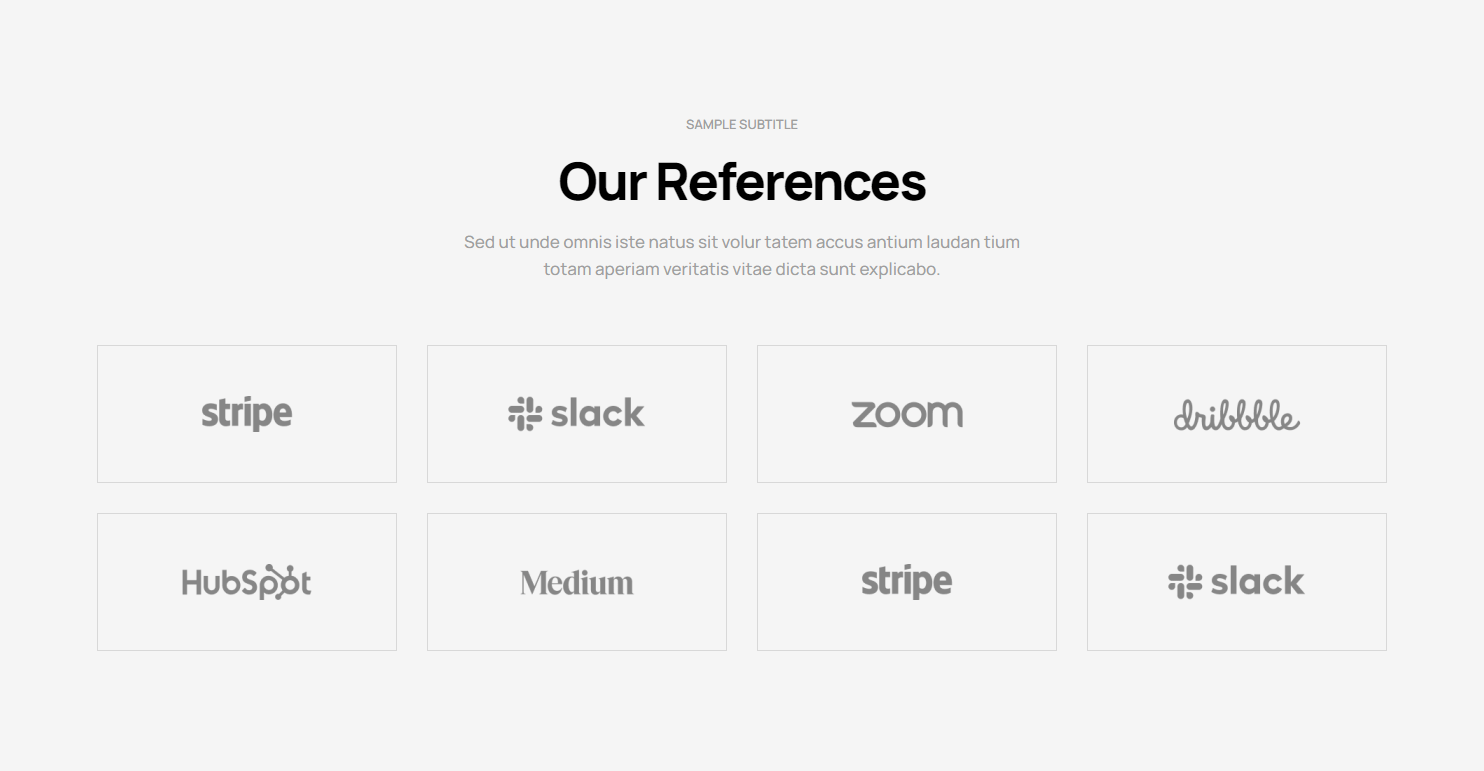 SAMPLE SUBTITLE
Our References
Sed ut unde omnis iste natus sit volur tatem accus antium laudan tium
totam aperiam veritatis vitae dicta sunt explicabo.
stripe
slack
zoom
dribbble
HubSpot
Medium
stripe
slack